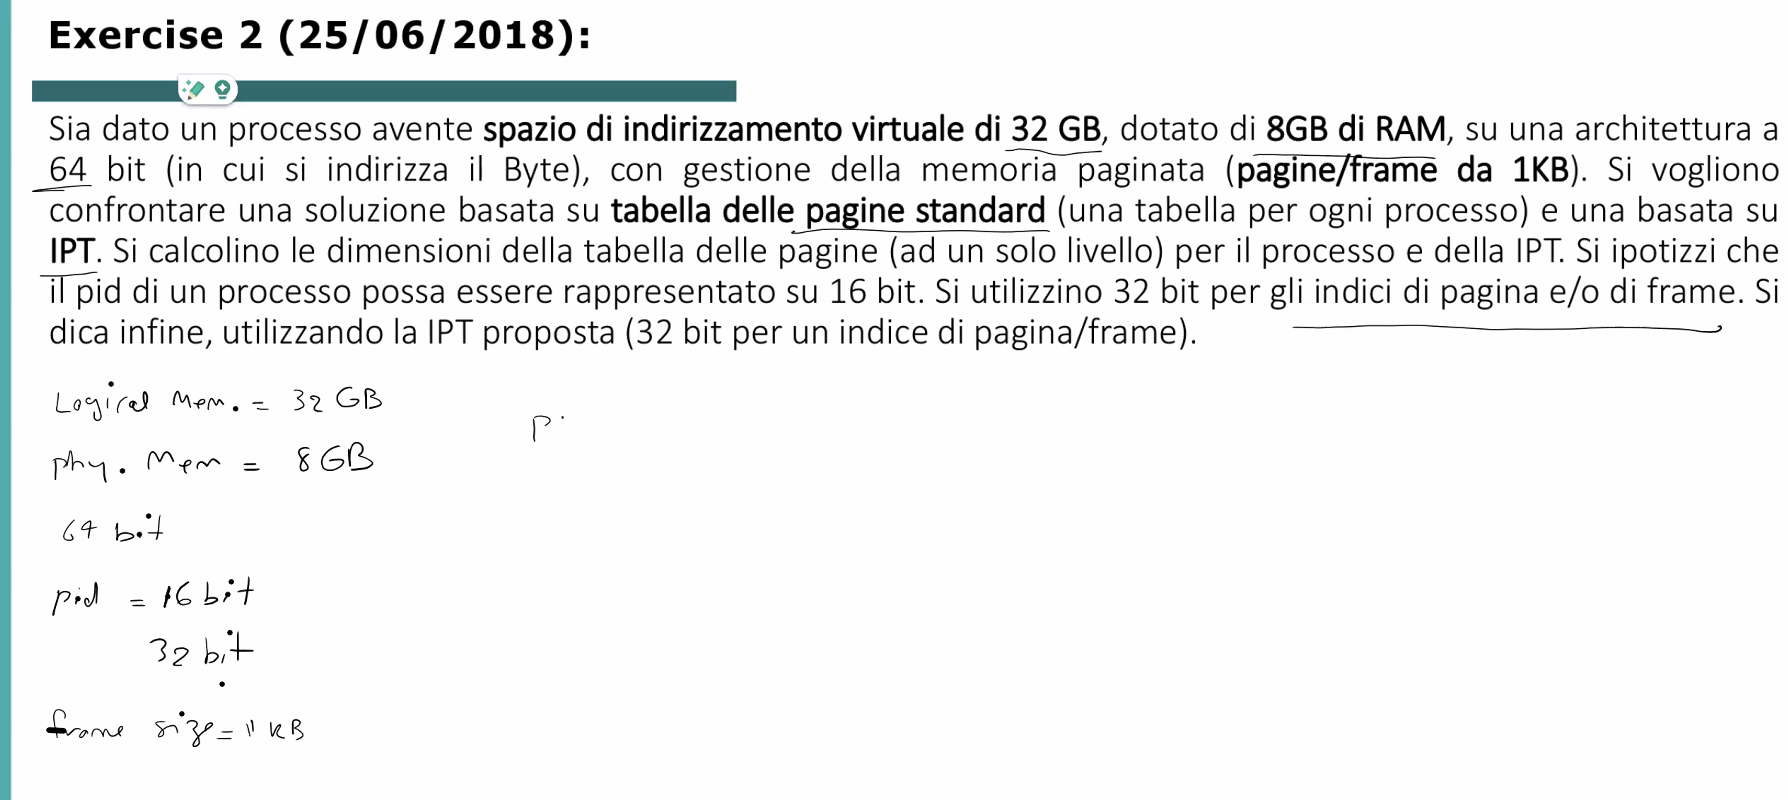 Exercise 2 (25/06/2018):
Sia dato un processo avente spazio di indirizzamento virtuale di 32 GB, dotato di 8GB di RAM, su una architettura a
64 bit (in cui si indirizza il Byte), con gestione della memoria paginata (pagine/frame da 1KB). Si vogliono
confrontare una soluzione basata su tabella delle pagine standard (una tabella per ogni processo) e una basata su
IPT. Si calcolino le dimensioni della tabella delle pagine (ad un solo livello) per il processo e della IPT. Si ipotizzi che
il pid di un processo possa essere rappresentato su 16 bit. Si utilizzino 32 bit per gli indici di pagina e/o di frame. Si
dica infine, utilizzando la IPT proposta (32 bit per un indice di pagina/frame).
Logical Mem. = 32 GB
P
phy. Mem = 8 GB
64 bit
pid = 16 bit
32 bit
frame size = 1 KB